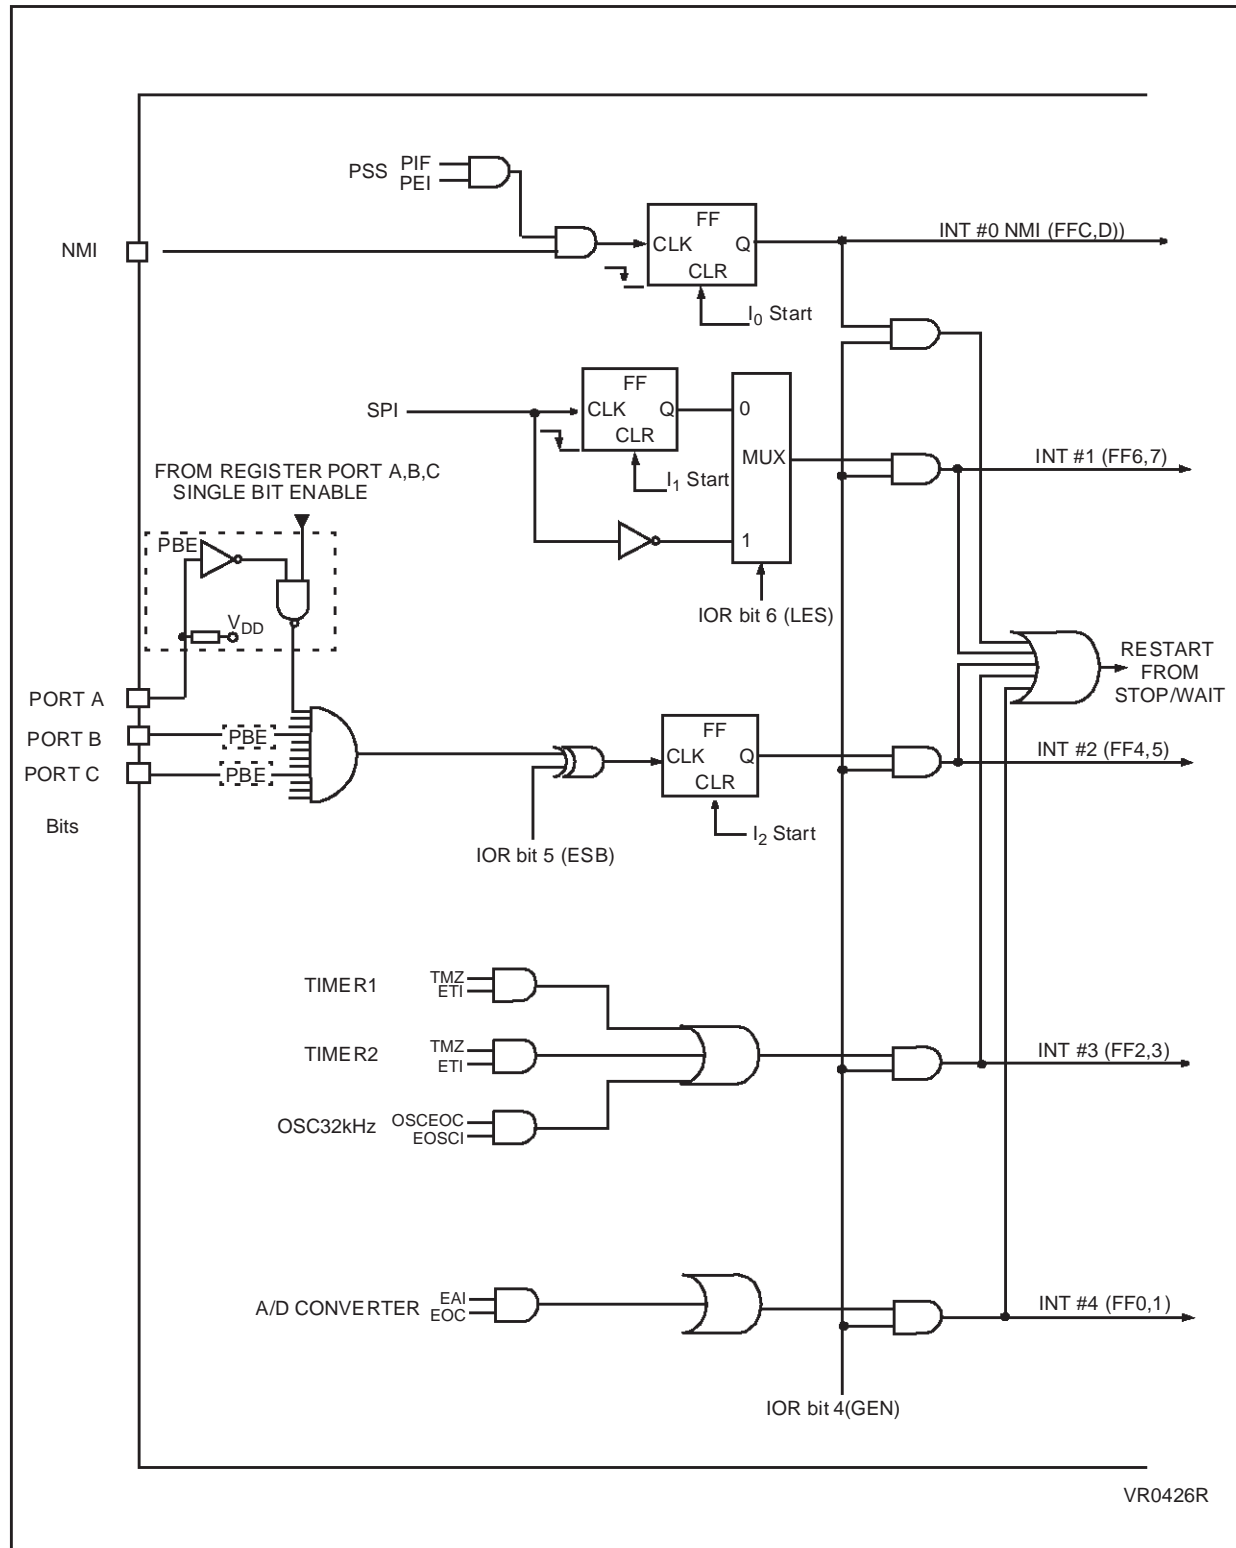 PSS PIF
PEI
NMI
FF
CLK Q
CLR
I0 Start
INT #0 NMI (FFC,D))
SPI
FF
CLK Q
CLR
I1 Start
0
MUX
1
IOR bit 6 (LES)
INT #1 (FF6,7)
FROM REGISTER PORT A,B,C
SINGLE BIT ENABLE
PBE
VDD
PORT A
PORT B
PBE
PORT C
PBE
Bits
IOR bit 5 (ESB)
FF
CLK Q
CLR
I2 Start
RESTART
FROM
STOP/WAIT
INT #2 (FF4,5)
TIMER1
TMZ
ETI
TIMER2
TMZ
ETI
OSC32kHz
OSCEOC
EOSCI
INT #3 (FF2,3)
A/D CONVERTER
EAI
EOC
INT #4 (FF0,1)
IOR bit 4(GEN)
VR0426R